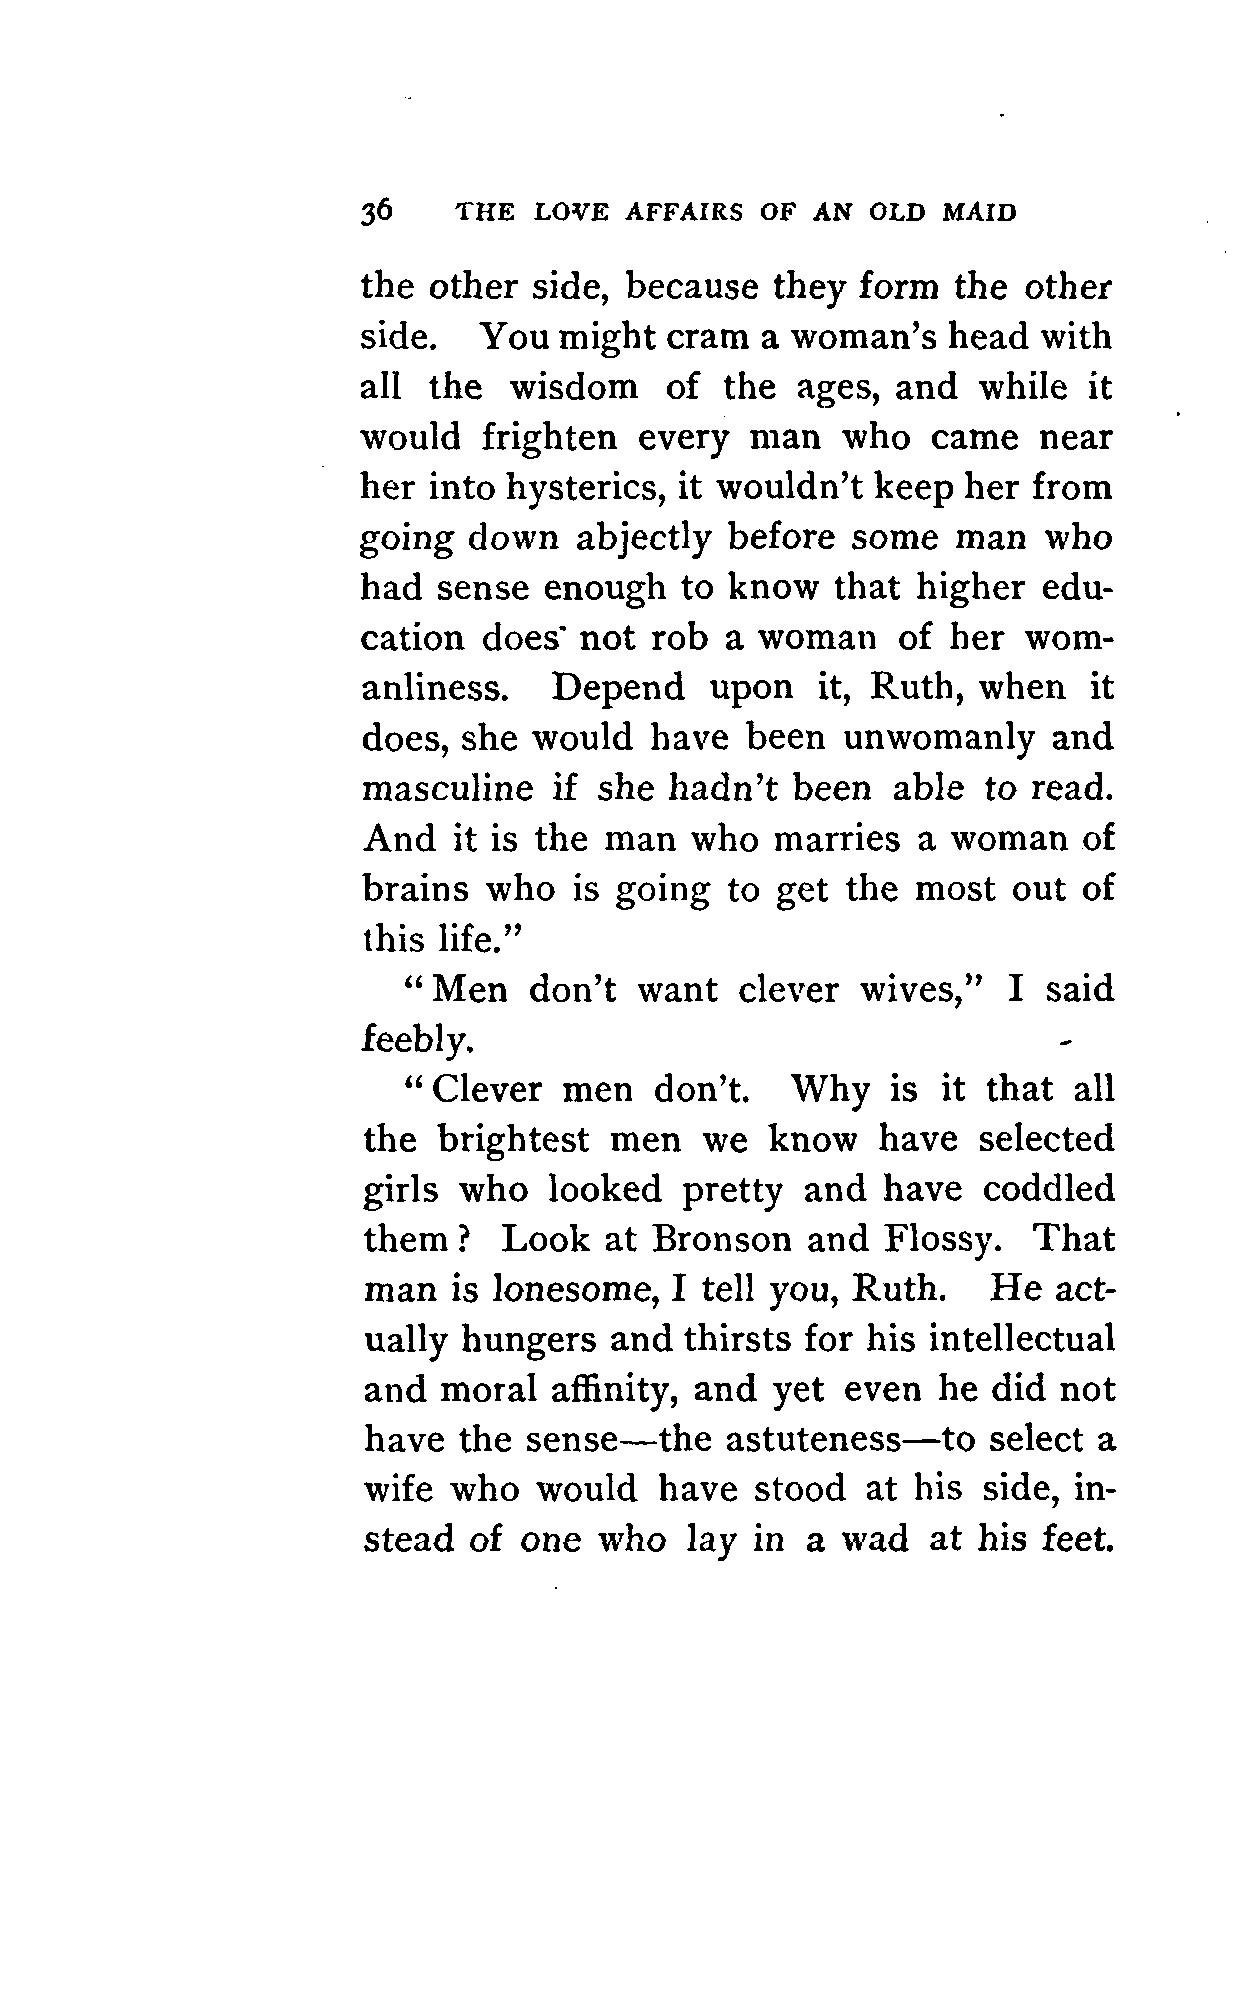 36 THE LOVE AFFAIRS OF AN OLD MAID
the other side, because they form the other
side. You might cram a woman's head with
all the wisdom of the ages, and while it
would frighten every man who came near
her into hysterics, it wouldn't keep her from
going down abjectly before some man who
had sense enough to know that higher edu-
cation does not rob a woman of her wom-
anliness. Depend upon it, Ruth, when it
does, she would have been unwomanly and
masculine if she hadn't been able to read.
And it is the man who marries a woman of
brains who is going to get the most out of
this life."
"Men don't want clever wives," I said
feebly.
"Clever men don't. Why is it that all
the brightest men we know have selected
girls who looked pretty and have coddled
them? Look at Bronson and Flossy. That
man is lonesome, I tell you, Ruth. He act-
ually hungers and thirsts for his intellectual
and moral affinity, and yet even he did not
have the sense—the astuteness—to select a
wife who would have stood at his side, in-
stead of one who lay in a wad at his feet.